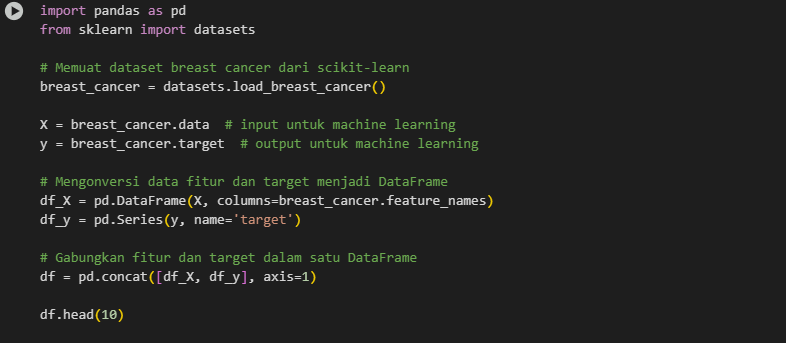 import pandas as pd
from sklearn import datasets
# Memuat dataset breast cancer dari scikit-learn
breast_cancer = datasets.load_breast_cancer()
X = breast_cancer.data  # input untuk machine learning
y = breast_cancer.target  # output untuk machine learning
# Mengonversi data fitur dan target menjadi DataFrame
df_X = pd.DataFrame(X, columns=breast_cancer.feature_names)
df_y = pd.Series(y, name='target')
# Gabungkan fitur dan target dalam satu DataFrame
df = pd.concat([df_X, df_y], axis=1)
df.head(10)